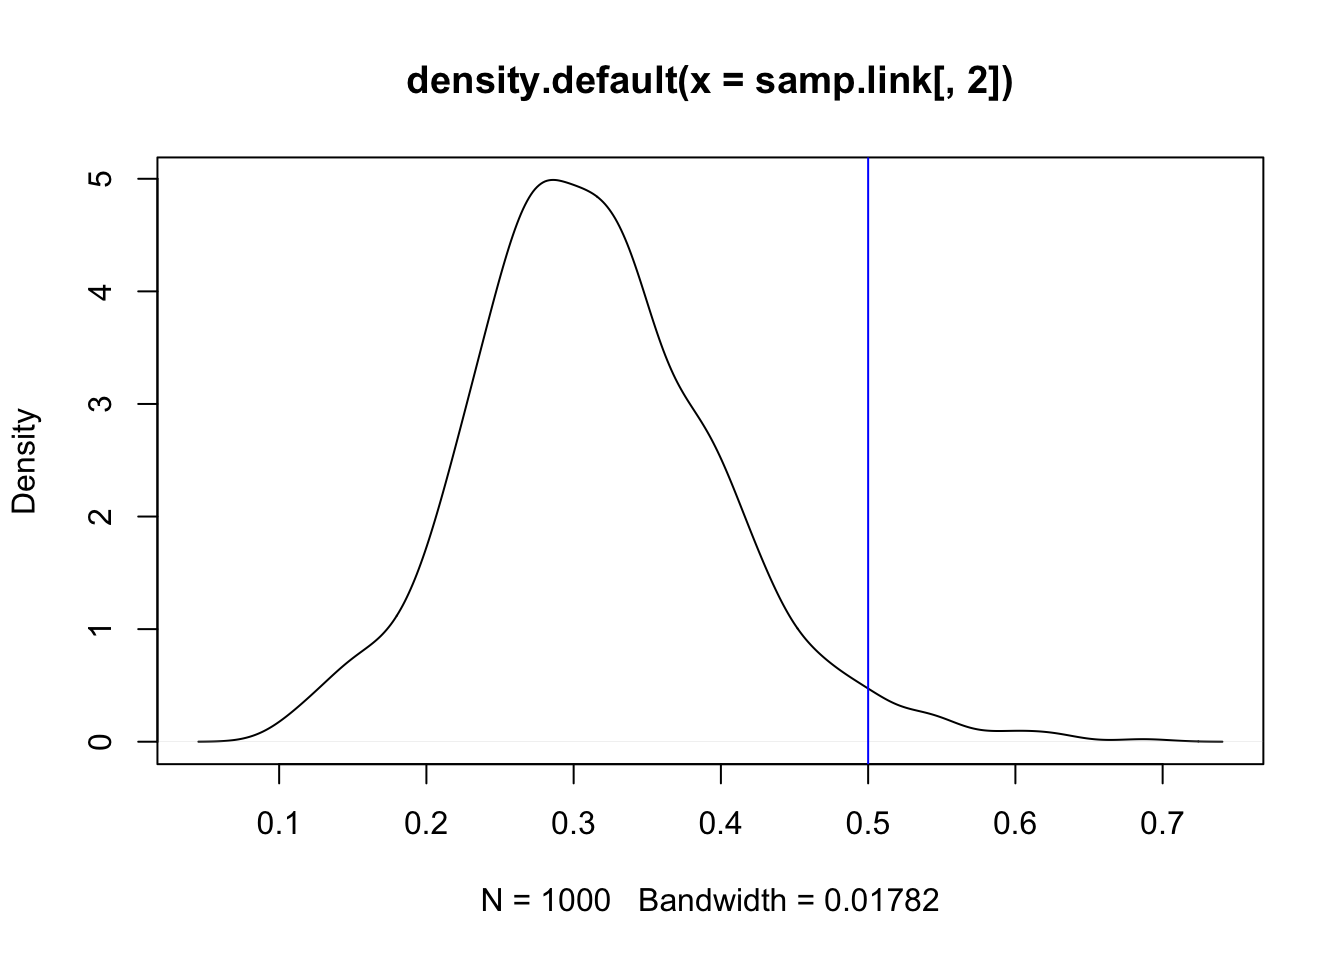 density.default(x = samp.link[, 2])
Density
5
4
3
2
1
0
0.1 0.2 0.3 0.4 0.5 0.6 0.7
N = 1000 Bandwidth = 0.01782